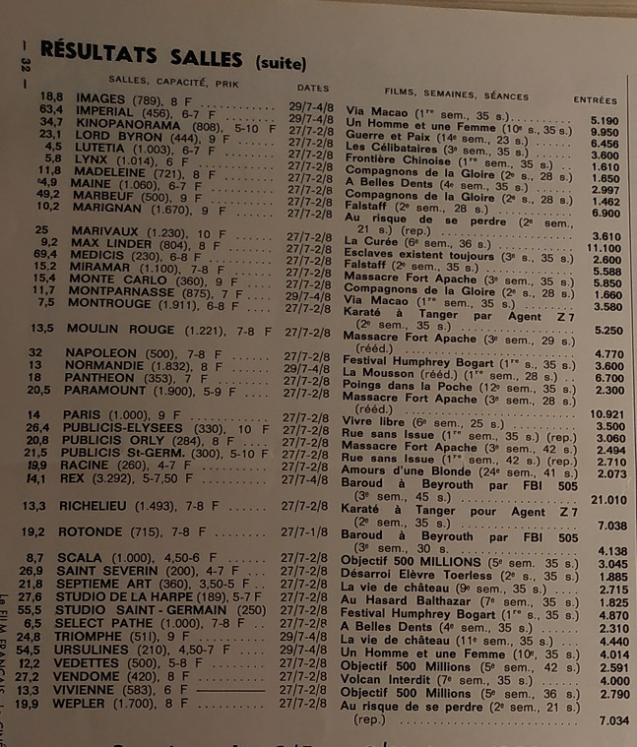 — 32 —
RÉSULTATS SALLES (suite)
SALLES, CAPACITÉ, PRIX DATES FILMS, SEMAINES, SÉANCES ENTRÉES
18,8 IMAGES (789), 8 F 29/7-4/8 Via Macao (1re sem., 35 s.) 5.190
63,4 IMPERIAL (456), 6-7 F 29/7-4/8 Un Homme et une Femme (10e s., 35 s.) 9.950
34,7 KINOPANORAMA (808), 5-10 F 27/7-2/8 Guerre et Paix (14e sem., 23 s.) 6.456
23,1 LORD BYRON (444), 9 F 27/7-2/8 Les Célibataires (3e sem., 35 s.) 3.600
4,5 LUTETIA (1.003), 6-7 F 27/7-2/8 Frontière Chinoise (1re sem., 35 s.) 1.610
5,8 LYNX (1.014), 6 F 27/7-2/8 Compagnons de la Gloire (2e s., 28 s.) 1.650
11,8 MADELEINE (721), 8 F 27/7-2/8 A Belles Dents (4e sem., 35 s.) 2.997
4,9 MAINE (1.060), 6-7 F 27/7-2/8 Compagnons de la Gloire (2e s., 28 s.) 1.462
49,2 MARBEUF (500), 9 F 27/7-2/8 Falstaff (2e sem., 28 s.) 6.900
10,2 MARIGNAN (1.670), 9 F 27/7-2/8 Au risque de se perdre (2e sem.,
21 s.) (rep.) 3.610
25 MARIVAUX (1.230), 10 F 27/7-2/8 La Curée (6e sem., 36 s.) 11.100
9,2 MAX LINDER (804), 8 F 27/7-2/8 Esclaves existent toujours (3e s., 35 s.) 2.600
69,4 MEDICIS (230), 6-8 F 27/7-2/8 Falstaff (2e sem., 35 s.) 5.588
15,2 MIRAMAR (1.100), 7-8 F 27/7-2/8 Massacre Fort Apache (3e sem., 35 s.) 5.850
15,4 MONTE CARLO (360), 9 F 27/7-2/8 Compagnons de la Gloire (2e s., 28 s.) 1.660
11,7 MONTPARNASSE (875), 7 F 29/7-4/8 Via Macao (1re sem., 35 s.) 3.580
7,5 MONTROUGE (1.911), 6-8 F 27/7-2/8 Karaté à Tanger par Agent Z 7
(2e sem., 35 s.) 5.250
13,5 MOULIN ROUGE (1.221), 7-8 F 27/7-2/8 Massacre Fort Apache (3e sem., 29 s.)
(rééd.) 4.770
32 NAPOLEON (500), 7-8 F 27/7-2/8 Festival Humphrey Bogart (1re s., 35 s.) 3.600
13 NORMANDIE (1.832), 8 F 29/7-4/8 La Mousson (rééd.) (1re sem., 28 s.) 6.700
18 PANTHEON (353), 7 F 27/7-2/8 Poings dans la Poche (12e sem., 35 s.) 2.300
20,5 PARAMOUNT (1.900), 5-9 F 27/7-2/8 Massacre Fort Apache (3e sem., 28 s.)
(rééd.) 10.921
14 PARIS (1.000), 9 F 27/7-2/8 Vivre libre (6e sem., 25 s.) 3.500
26,4 PUBLICIS-ELYSEES (330), 10 F 27/7-2/8 Rue sans Issue (1re sem., 35 s.) (rep.) 3.060
20,8 PUBLICIS ORLY (284), 8 F 27/7-2/8 Massacre Fort Apache (3e sem., 42 s.) 2.494
21,5 PUBLICIS St-GERM. (300), 5-10 F 27/7-2/8 Rue sans Issue (1re sem., 42 s.) (rep.) 2.710
19,9 RACINE (260), 4-7 F 27/7-2/8 Amours d'une Blonde (24e sem., 41 s.) 2.073
14,1 REX (3.292), 5-7,50 F 27/7-4/8 Baroud à Beyrouth par FBI 505
(3e sem., 45 s.) 21.010
13,3 RICHELIEU (1.493), 7-8 F 27/7-2/8 Karaté à Tanger pour Agent Z 7
(2e sem., 35 s.) 7.038
19,2 ROTONDE (715), 7-8 F 27/7-1/8 Baroud à Beyrouth par FBI 505
(3e sem., 30 s. 4.138
8,7 SCALA (1.000), 4,50-6 F 27/7-2/8 Objectif 500 MILLIONS (5e sem. 35 s.) 3.045
26,9 SAINT SEVERIN (200), 4-7 F 27/7-2/8 Désarroi Elèvre Toerless (2e s., 35 s.) 1.885
21,8 SEPTIEME ART (360), 3,50-5 F 27/7-2/8 La vie de château (9e sem., 35 s.) 2.715
27,6 STUDIO DE LA HARPE (189), 5-7 F 27/7-2/8 Au Hasard Balthazar (7e sem., 35 s.) 1.825
55,5 STUDIO SAINT-GERMAIN (250) 27/7-2/8 Festival Humphrey Bogart (1re s., 35 s.) 4.870
6,5 SELECT PATHE (1.000), 7-8 F 27/7-2/8 A Belles Dents (4e sem., 35 s.) 2.310
24,8 TRIOMPHE (511), 9 F 29/7-4/8 La vie de château (11e sem., 35 s.) 4.440
54,5 URSULINES (210), 4,50-7 F 29/7-4/8 Un Homme et une Femme (10e, 35 s.) 4.014
12,2 VEDETTES (500), 5-8 F 27/7-2/8 Objectif 500 Millions (5e sem., 42 s.) 2.591
27,2 VENDOME (420), 8 F 27/7-2/8 Volcan Interdit (7e sem., 35 s.) 4.000
13,3 VIVIENNE (583), 6 F 27/7-2/8 Objectif 500 Millions (5e sem., 36 s.) 2.790
19,9 WEPLER (1.700), 8 F 27/7-2/8 Au risque de se perdre (2e sem., 21 s.)
(rep.) 7.034
Le FILM FRANÇAIS